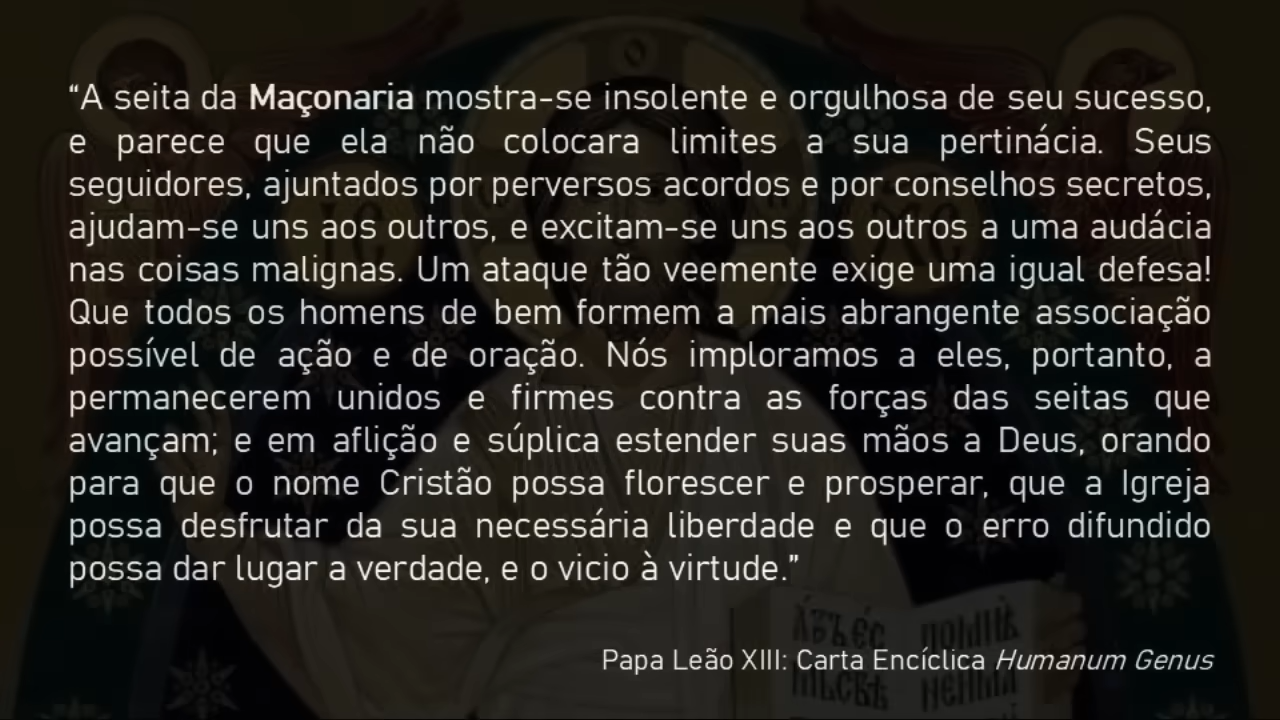 “A seita da Maçonaria mostra-se insolente e orgulhosa de seu sucesso,
e parece que ela não colocara limites a sua pertinácia. Seus
seguidores, ajuntados por perversos acordos e por conselhos secretos,
ajudam-se uns aos outros, e excitam-se uns aos outros a uma audácia
nas coisas malignas. Um ataque tão veemente exige uma igual defesa!
Que todos os homens de bem formem a mais abrangente associação
possível de ação e de oração. Nós imploramos a eles, portanto, a
permanecerem unidos e firmes contra as forças das seitas que
avançam; e em aflição e súplica estender suas mãos a Deus, orando
para que o nome Cristão possa florescer e prosperar, que a Igreja
possa desfrutar da sua necessária liberdade e que o erro difundido
possa dar lugar a verdade, e o vicio à virtude.”
Papa Leão XIII: Carta Encíclica Humanum Genus